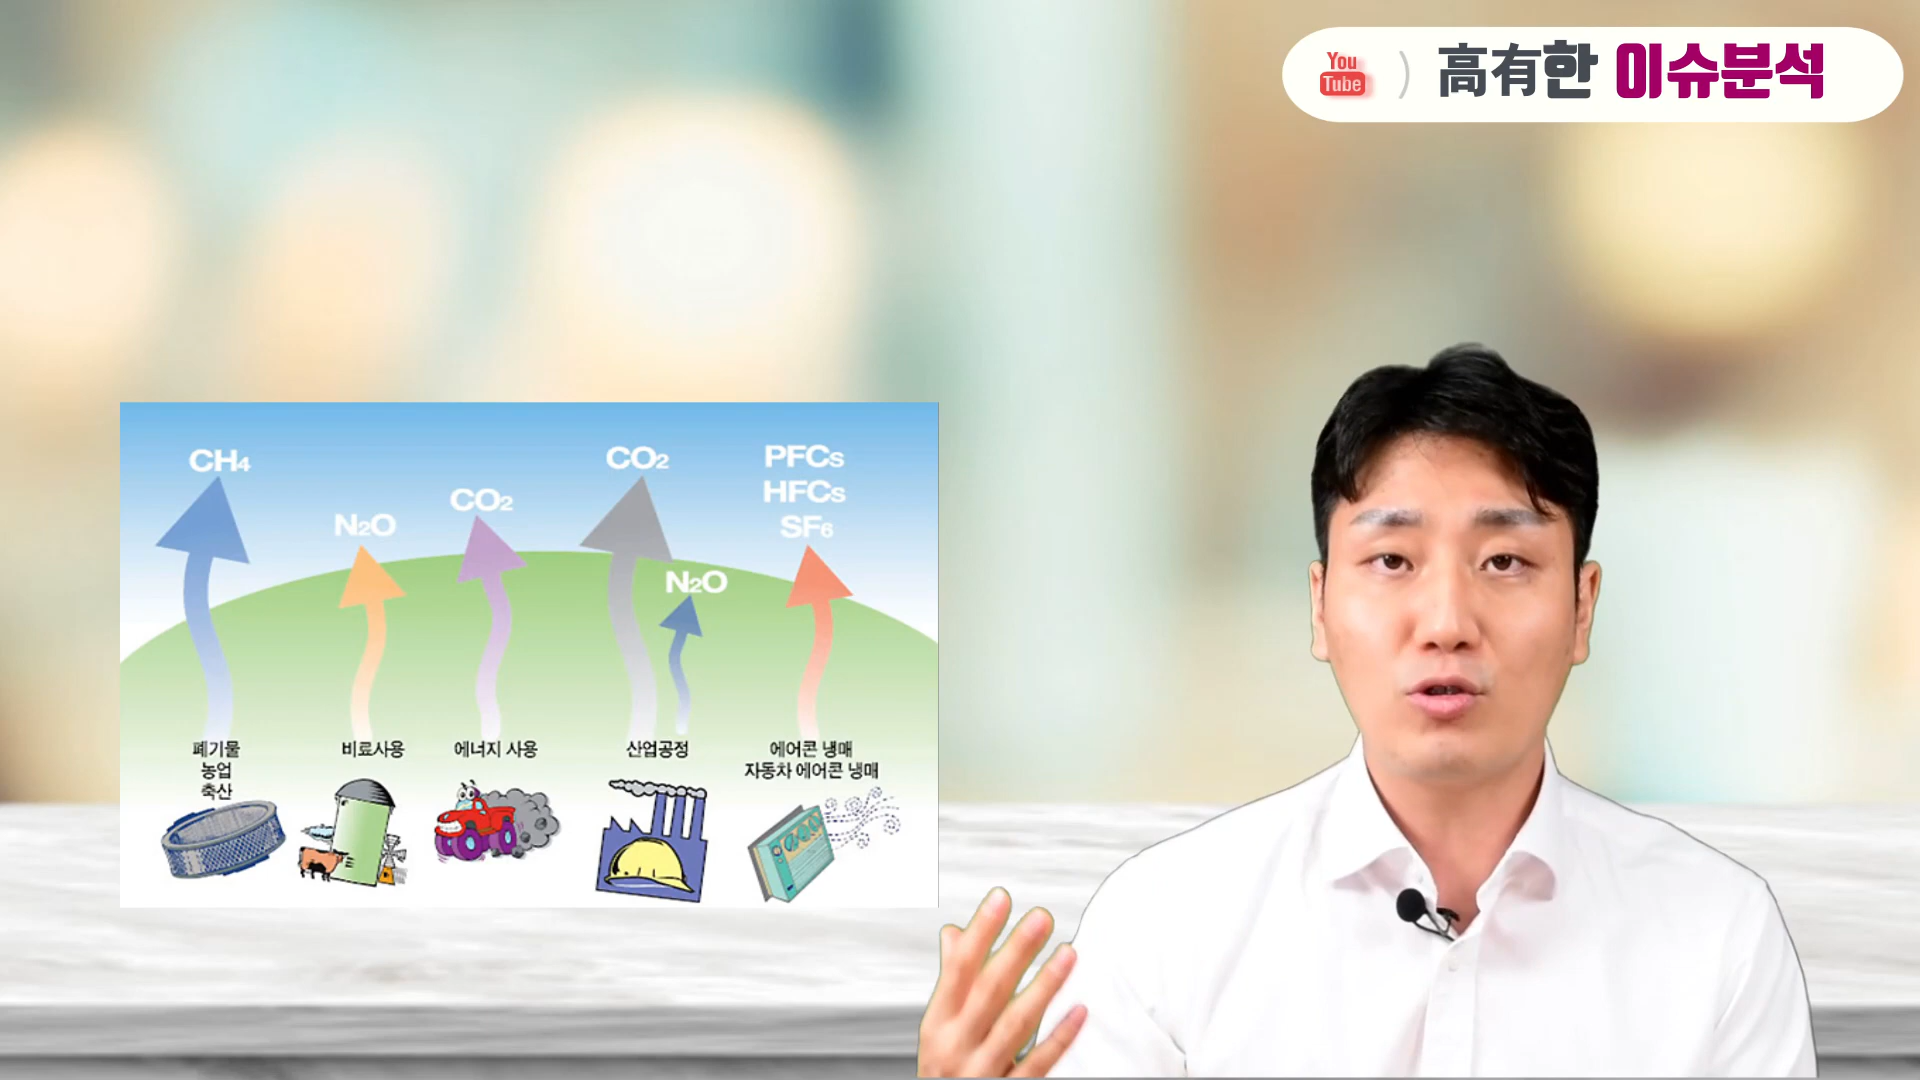 You
Tube
高有한 이슈분석
CH4
CO2
PFCs
HFCs
SF6
CO2
N2O
N2O
폐기물
농업
축산
비료사용
에너지 사용
산업공정
에어콘 냉매
자동차 에어콘 냉매